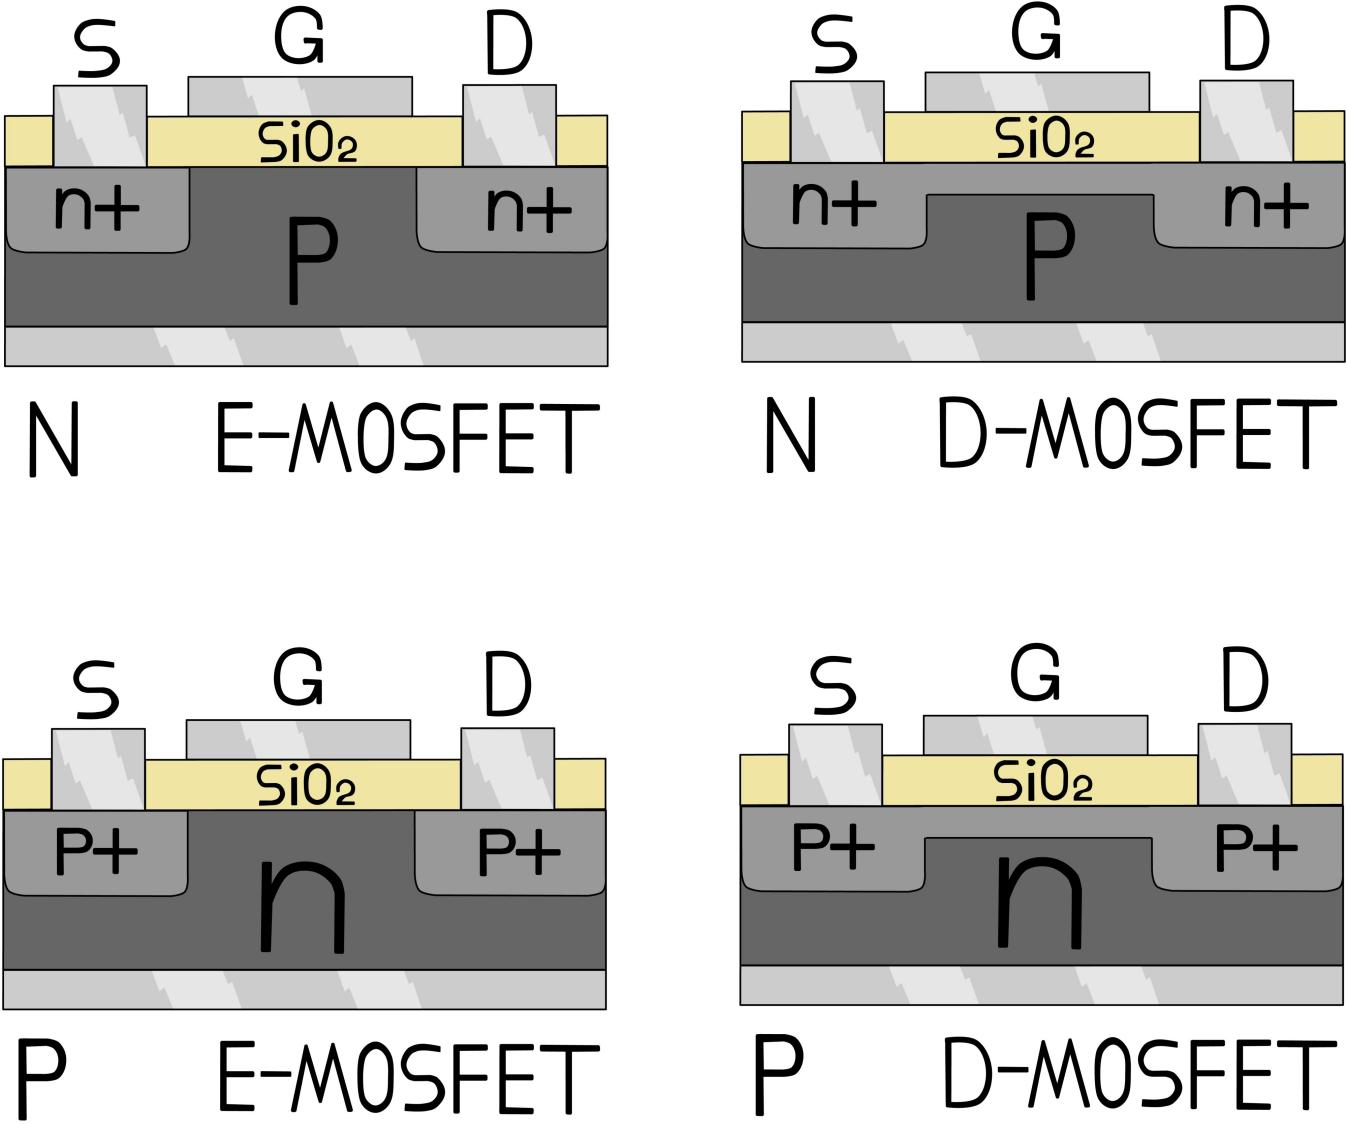 S G D S G D
SiO₂ SiO₂
n+ P n+ n+ P n+
N E-MOSFET N D-MOSFET
S G D S G D
SiO₂ SiO₂
P+ n P+ P+ n P+
P E-MOSFET P D-MOSFET